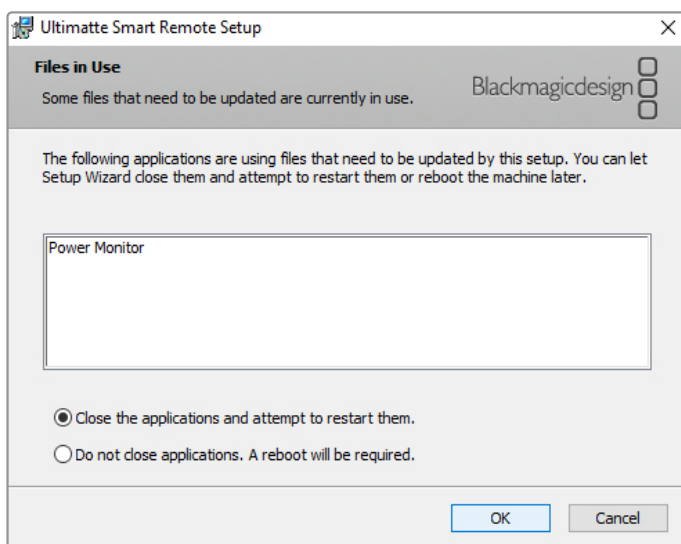 Ultimatte Smart Remote Setup
Files in Use
Some files that need to be updated are currently in use.
Blackmagicdesign
The following applications are using files that need to be updated by this setup. You can let
Setup Wizard close them and attempt to restart them or reboot the machine later.
Power Monitor
Close the applications and attempt to restart them.
Do not close applications. A reboot will be required.
OK
Cancel